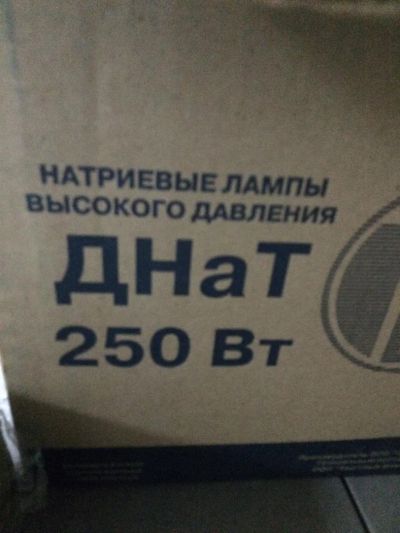 НАТРИЕВЫЕ ЛАМПЫ
ВЫСОКОГО ДАВЛЕНИЯ
ДНаТ
250 Вт